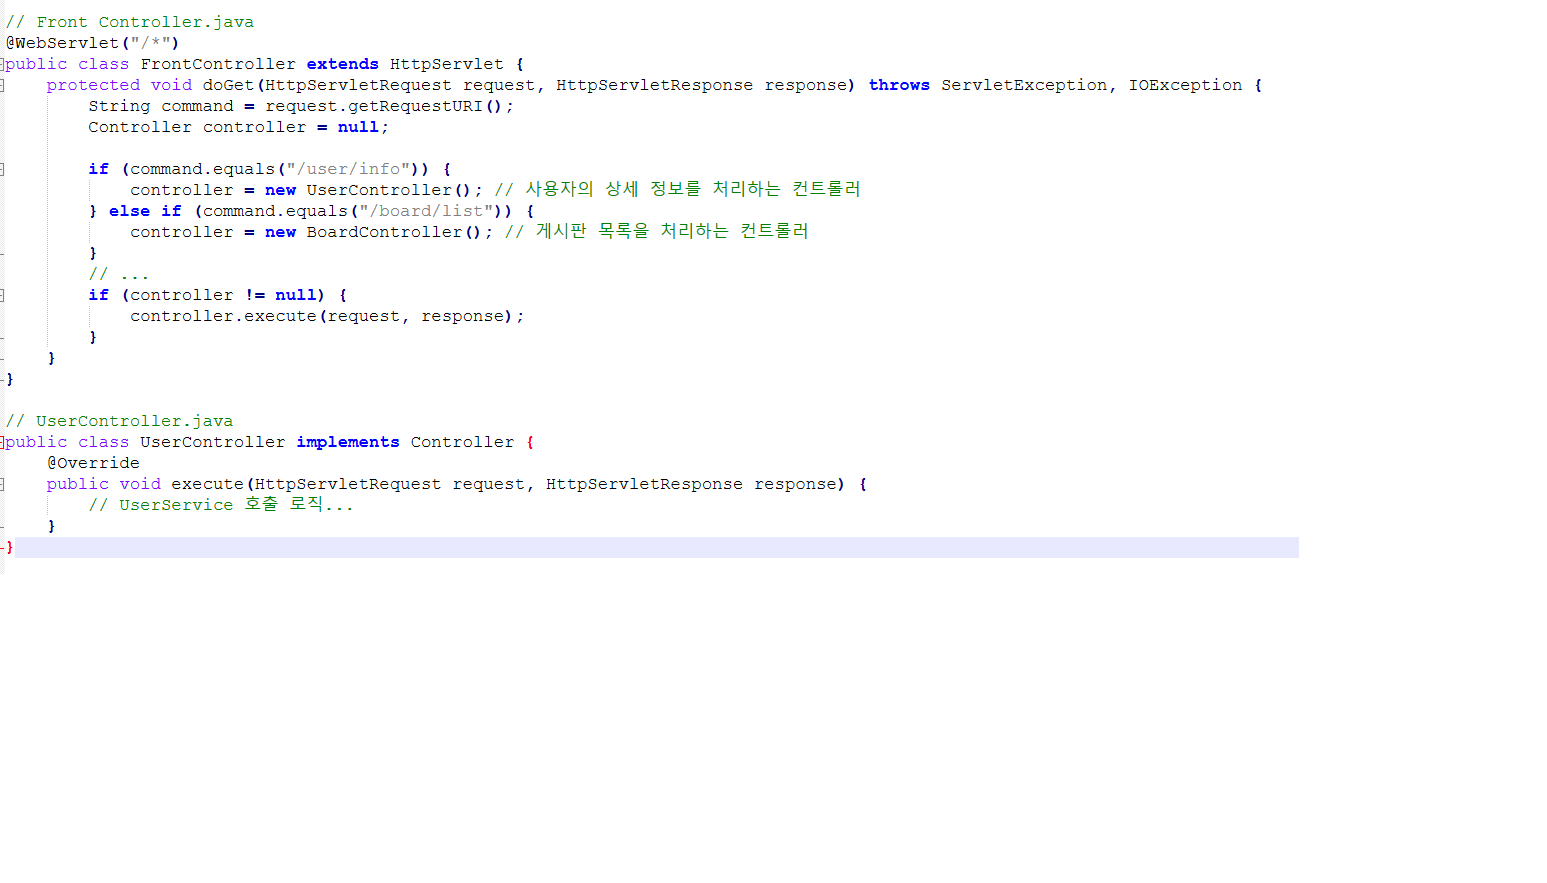 // Front Controller.java
@WebServlet("/*")
public class FrontController extends HttpServlet {
    protected void doGet(HttpServletRequest request, HttpServletResponse response) throws ServletException, IOException {
        String command = request.getRequestURI();
        Controller controller = null;

        if (command.equals("/user/info")) {
            controller = new UserController(); // 사용자의 상세 정보를 처리하는 컨트롤러
        } else if (command.equals("/board/list")) {
            controller = new BoardController(); // 게시판 목록을 처리하는 컨트롤러
        }
        // ...
        if (controller != null) {
            controller.execute(request, response);
        }
    }
}

// UserController.java
public class UserController implements Controller {
    @Override
    public void execute(HttpServletRequest request, HttpServletResponse response) {
        // UserService 호출 로직...
    }
}